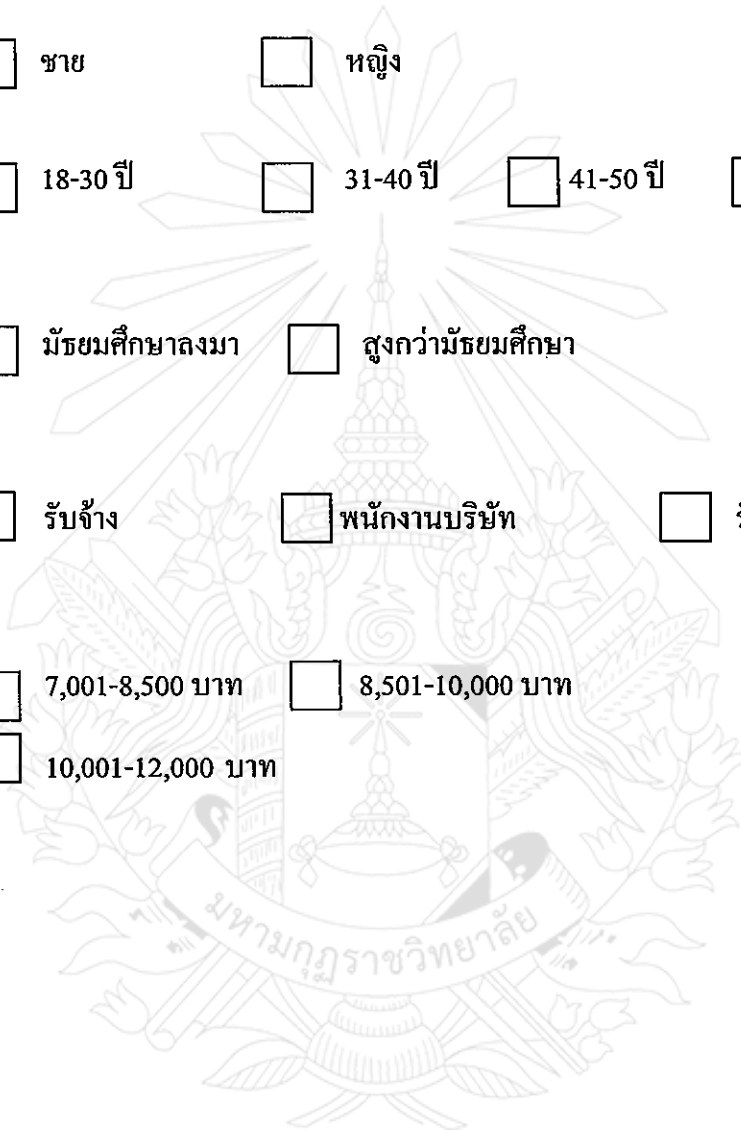 ชาย หญิง
18-30 ปี 31-40 ปี 41-50 ปี
มัธยมศึกษาลงมา สูงกว่ามัธยมศึกษา
รับจ้าง พนักงานบริษัท
7,001-8,500 บาท 8,501-10,000 บาท
10,001-12,000 บาท
มหามกุฏราชวิทยาลัย